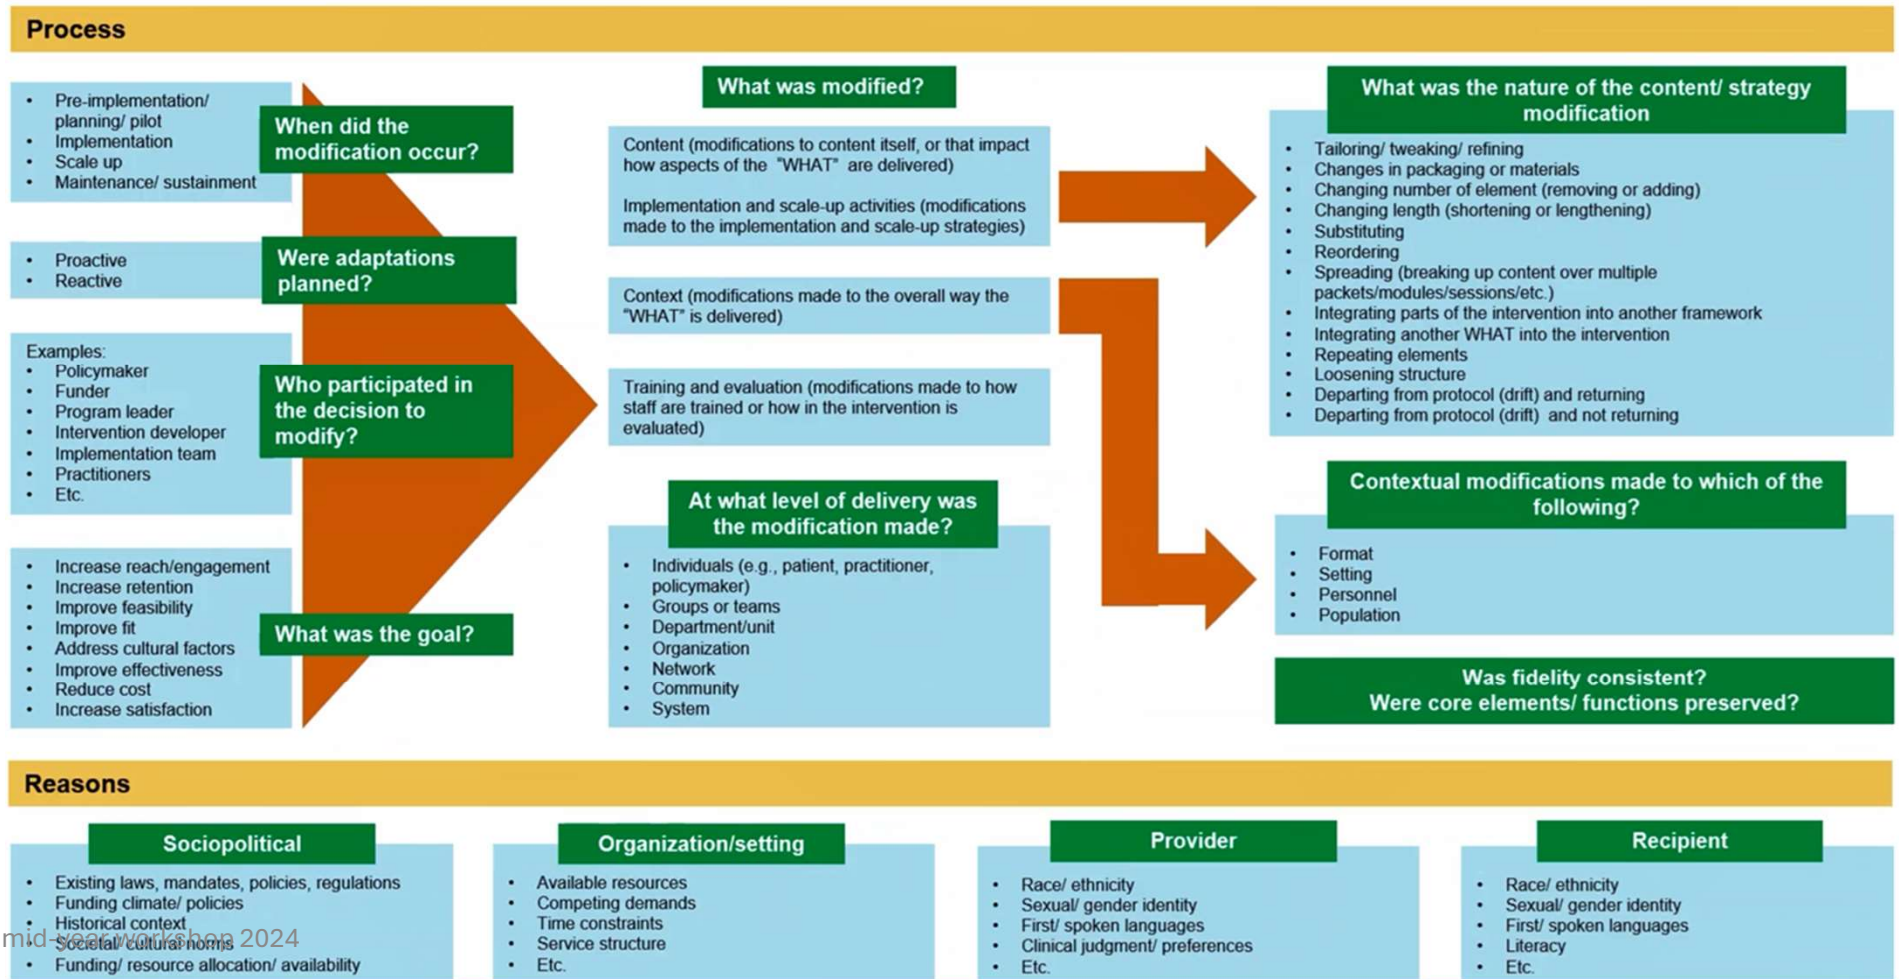 Process
• Pre-implementation/
planning/ pilot
• Implementation
• Scale up
• Maintenance/ sustainment
When did the
modification occur?
• Proactive
• Reactive
Were adaptations
planned?
Examples:
• Policymaker
• Funder
• Program leader
• Intervention developer
• Implementation team
• Practitioners
• Etc.
Who participated in
the decision to
modify?
• Increase reach/engagement
• Increase retention
• Improve feasibility
• Improve fit
• Address cultural factors
• Improve effectiveness
• Reduce cost
• Increase satisfaction
What was the goal?
What was modified?
Content (modifications to content itself, or that impact
how aspects of the "WHAT" are delivered)
Implementation and scale-up activities (modifications
made to the implementation and scale-up strategies)
Context (modifications made to the overall way the
"WHAT" is delivered)
Training and evaluation (modifications made to how
staff are trained or how in the intervention is
evaluated)
At what level of delivery was
the modification made?
• Individuals (e.g., patient, practitioner,
policymaker)
• Groups or teams
• Department/unit
• Organization
• Network
• Community
• System
What was the nature of the content/ strategy
modification
• Tailoring/ tweaking/ refining
• Changes in packaging or materials
• Changing number of element (removing or adding)
• Changing length (shortening or lengthening)
• Substituting
• Reordering
• Spreading (breaking up content over multiple
packets/modules/sessions/etc.)
• Integrating parts of the intervention into another framework
• Integrating another WHAT into the intervention
• Repeating elements
• Loosening structure
• Departing from protocol (drift) and returning
• Departing from protocol (drift) and not returning
Contextual modifications made to which of the
following?
• Format
• Setting
• Personnel
• Population
Was fidelity consistent?
Were core elements/ functions preserved?
Reasons
Sociopolitical
• Existing laws, mandates, policies, regulations
• Funding climate/ policies
• Historical context
• Societal/ cultural norms
• Funding/ resource allocation/ availability
mid-year workshop 2024
Organization/setting
• Available resources
• Competing demands
• Time constraints
• Service structure
• Etc.
Provider
• Race/ ethnicity
• Sexual/ gender identity
• First/ spoken languages
• Clinical judgment/ preferences
• Etc.
Recipient
• Race/ ethnicity
• Sexual/ gender identity
• First/ spoken languages
• Literacy
• Etc.